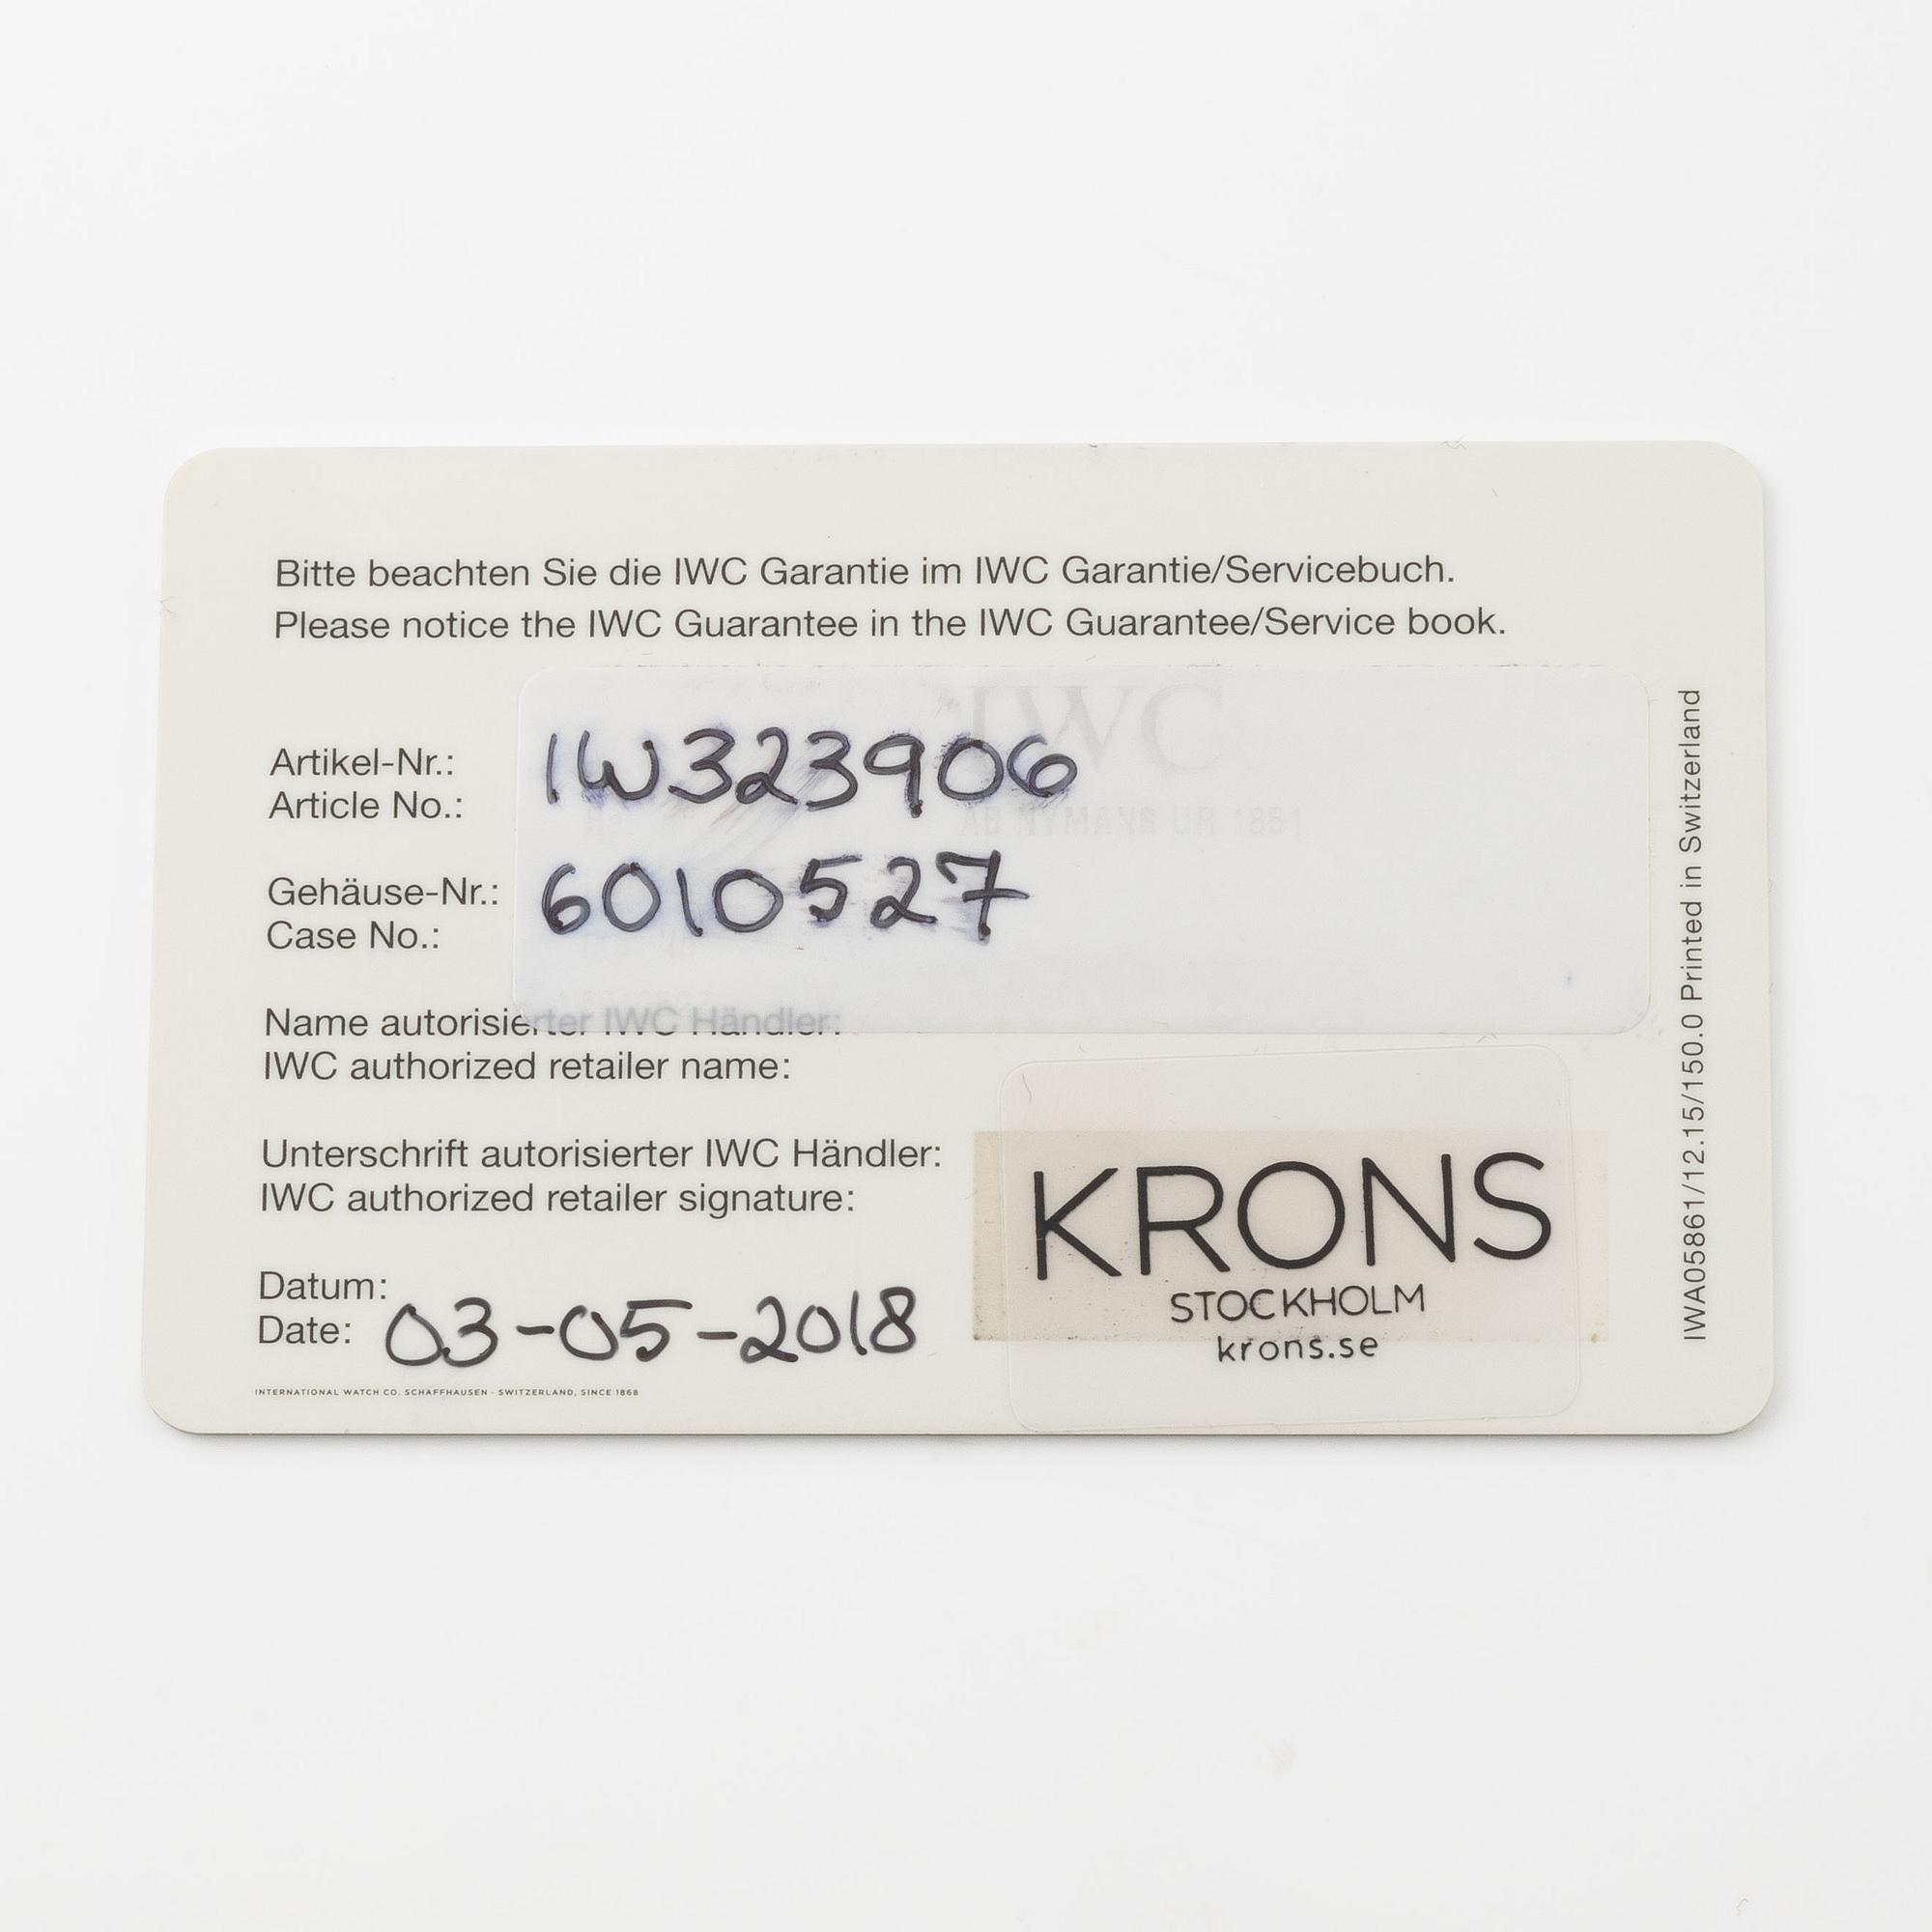 Bitte beachten Sie die IWC Garantie im IWC Garantie/Servicebuch.
Please notice the IWC Guarantee in the IWC Guarantee/Service book.
IWC
Artikel-Nr.:
Article No.:
IW323906
AB NYMANS UR 1851
Gehäuse-Nr.:
Case No.:
6010527
Name autorisierter IWC Händler:
IWC authorized retailer name:
Unterschrift autorisierter IWC Händler:
IWC authorized retailer signature:
KRONS
STOCKHOLM
krons.se
Datum:
Date: 03-05-2018
INTERNATIONAL WATCH CO. SCHAFFHAUSEN · SWITZERLAND, SINCE 1868
IWA05861/12.15/150.0 Printed in Switzerland